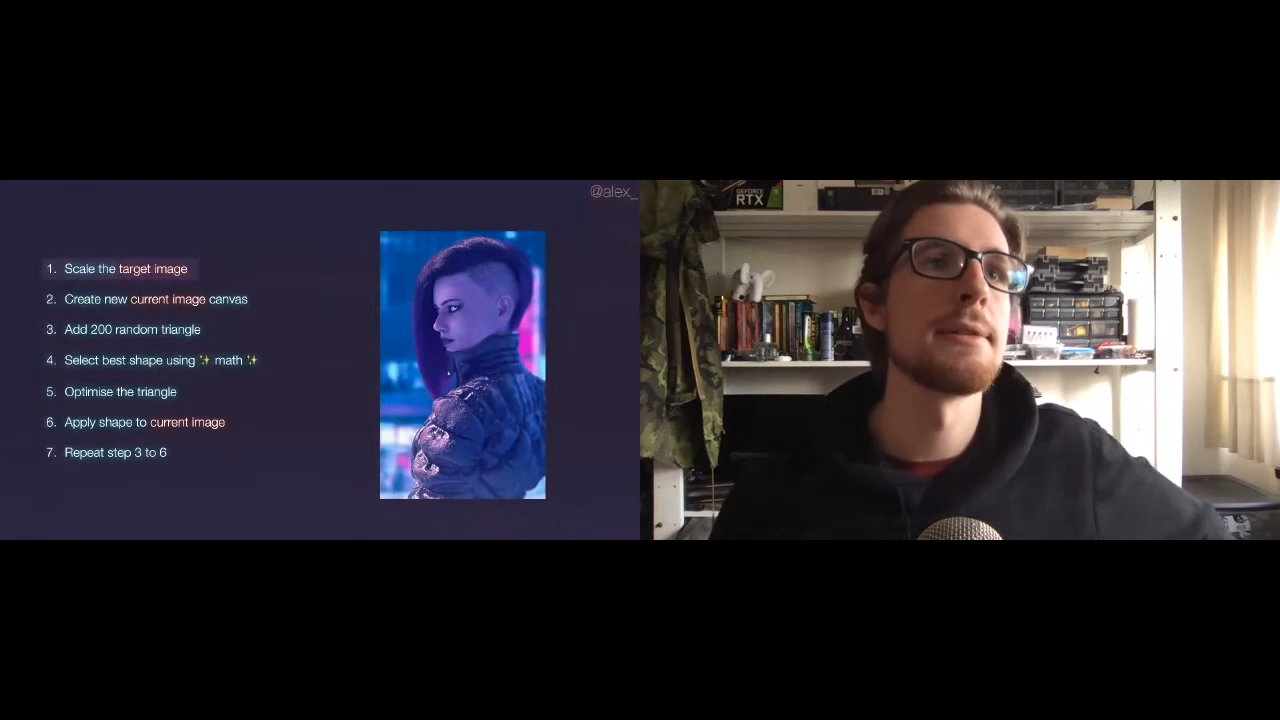 @alex_
1. Scale the target image
2. Create new current image canvas
3. Add 200 random triangle
4. Select best shape using ✨ math ✨
5. Optimise the triangle
6. Apply shape to current image
7. Repeat step 3 to 6
GEFORCE
RTX